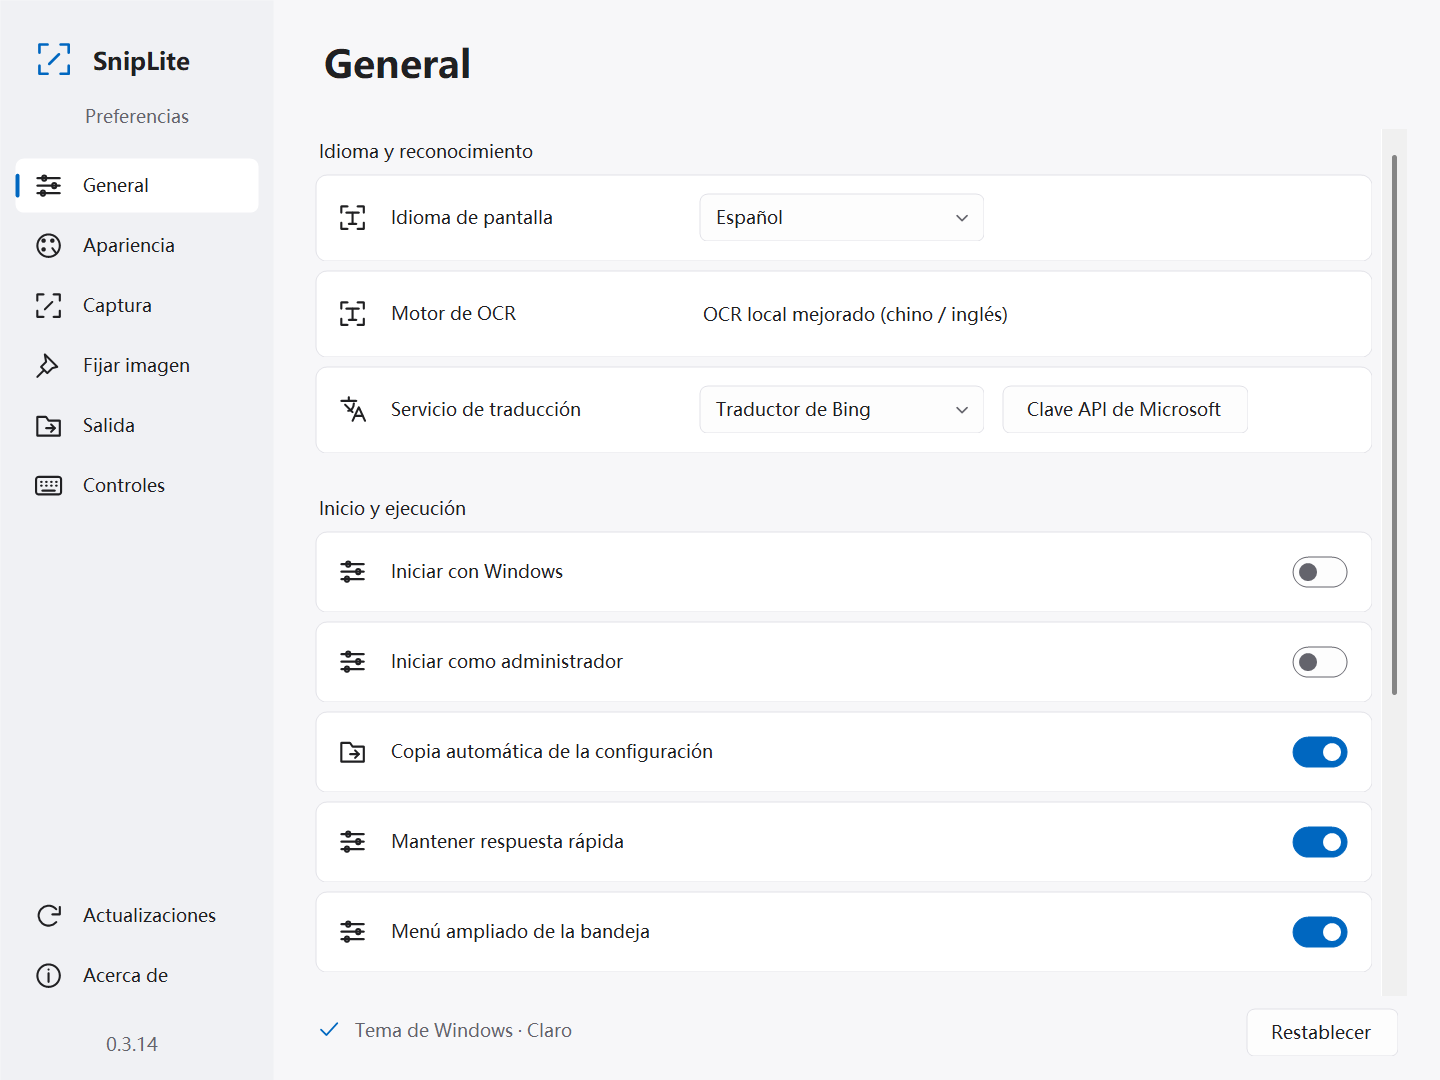 SnipLite
Preferencias
General
Apariencia
Captura
Fijar imagen
Salida
Controles
Actualizaciones
Acerca de
0.3.14
General
Idioma y reconocimiento
Idioma de pantalla
Español
Motor de OCR
OCR local mejorado (chino / inglés)
Servicio de traducción
Traductor de Bing
Clave API de Microsoft
Inicio y ejecución
Iniciar con Windows
Iniciar como administrador
Copia automática de la configuración
Mantener respuesta rápida
Menú ampliado de la bandeja
Tema de Windows · Claro
Restablecer